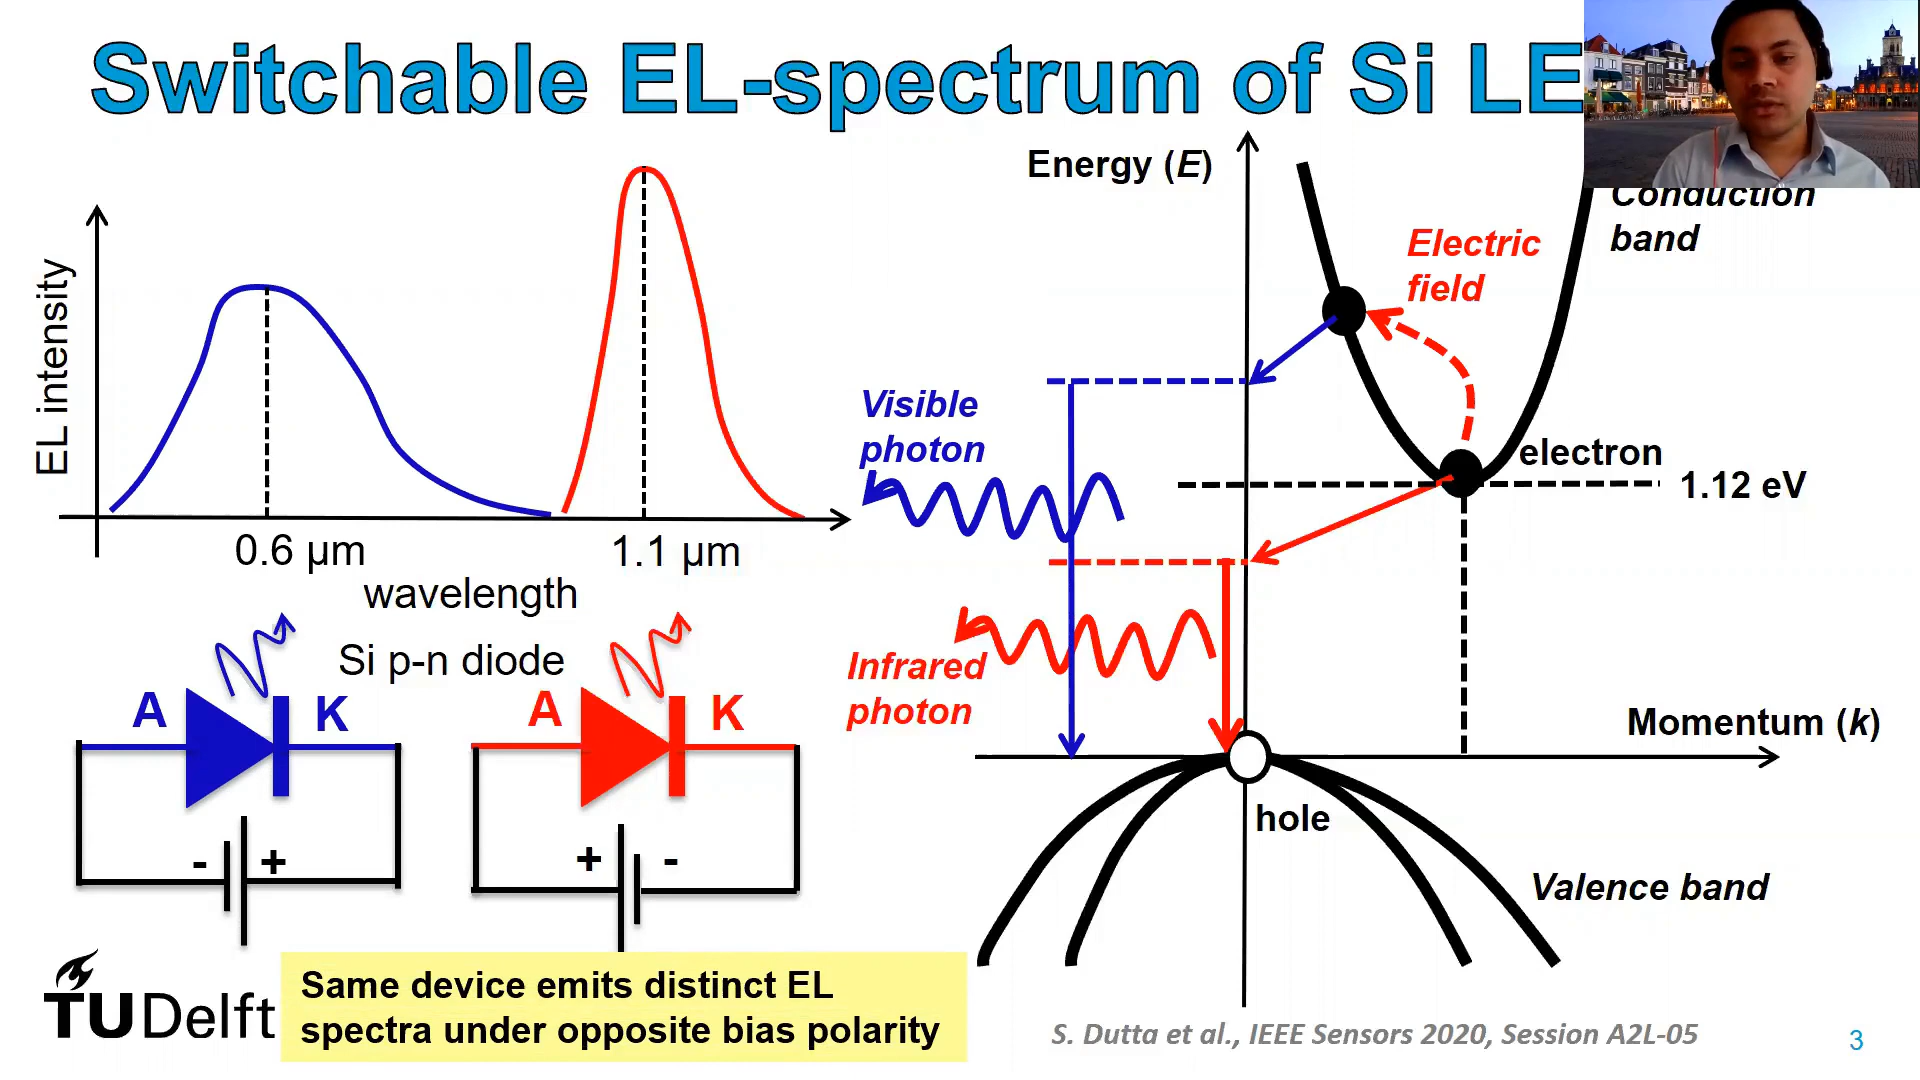 Switchable EL-spectrum of Si LE
EL intensity
0.6 µm
1.1 µm
wavelength
Si p-n diode
A
K
A
K
-
+
+
-
Same device emits distinct EL
spectra under opposite bias polarity
TUDelft
Energy (E)
Conduction
band
Electric
field
Visible
photon
electron
1.12 eV
Infrared
photon
Momentum (k)
hole
Valence band
S. Dutta et al., IEEE Sensors 2020, Session A2L-05
3